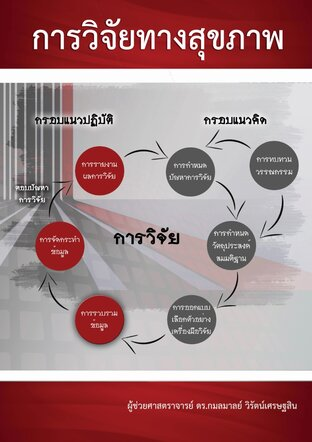 การวิจัยทางสุขภาพ
กรอบแนวปฏิบัติ
กรอบแนวคิด
การรายงาน
ผลการวิจัย
การกำหนด
ปัญหาการวิจัย
การทบทวน
วรรณกรรม
ตอบปัญหา
การวิจัย
การจัดกระทำ
ข้อมูล
การวิจัย
การกำหนด
วัตถุประสงค์
สมมติฐาน
การรวบรวม
ข้อมูล
การออกแบบ
เลือกตัวอย่าง
เครื่องมือวิจัย
ผู้ช่วยศาสตราจารย์ ดร.กมลมาลย์ วิรัตน์เศรษฐสิน